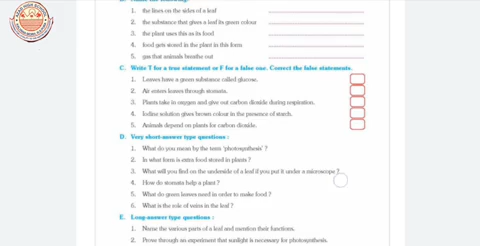 1. the lines on the sides of a leaf
2. the substance that gives a leaf its green colour
3. the plant uses this as its food
4. food gets stored in the plant in this form
5. gas that animals breathe out
C. Write T for a true statement or F for a false one. Correct the false statements.
1. Leaves have a green substance called glucose.
2. Air enters leaves through stomata.
3. Plants take in oxygen and give out carbon dioxide during respiration.
4. Iodine solution gives brown colour in the presence of starch.
5. Animals depend on plants for carbon dioxide.
D. Very short-answer type questions :
1. What do you mean by the term 'photosynthesis' ?
2. In what form is extra food stored in plants ?
3. What will you find on the underside of a leaf if you put it under a microscope ?
4. How do stomata help a plant ?
5. What do green leaves need in order to make food ?
6. What is the role of veins in the leaf ?
E. Long-answer type questions :
1. Name the various parts of a leaf and mention their functions.
2. Prove through an experiment that sunlight is necessary for photosynthesis.